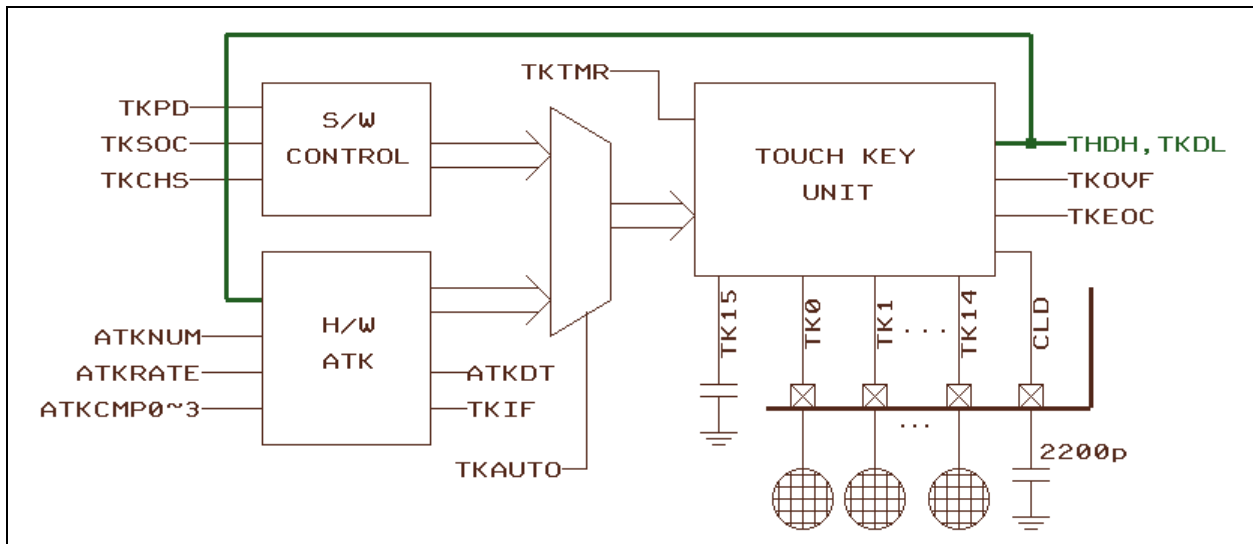 TKPD
TKSOC
TKCHS
S/W
CONTROL
TKTMR
TOUCH KEY
UNIT
THDH,TKDL
TKOVF
TKEOC
ATKNUM
ATKRATE
ATKCMP0~3
H/W
ATK
ATKDT
TKIF
TKAUTO
TK15
TK0
TK1
...
TK14
CLD
...
2200p